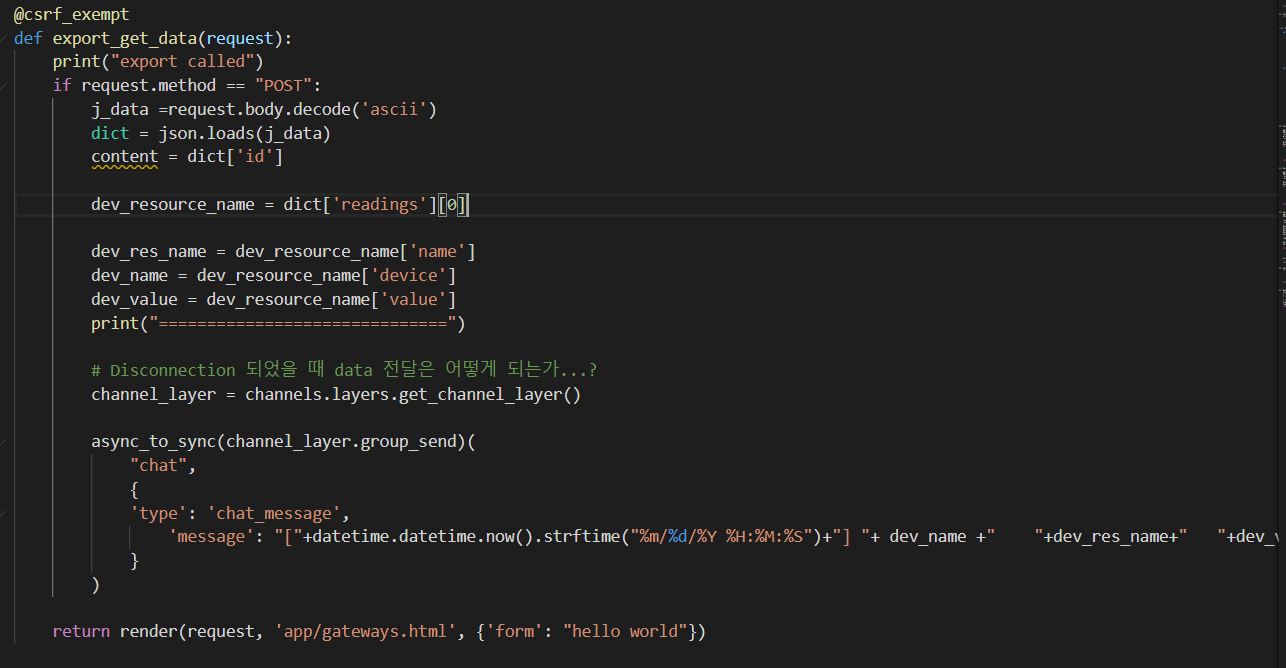 @csrf_exempt
def export_get_data(request):
    print("export called")
    if request.method == "POST":
        j_data =request.body.decode('ascii')
        dict = json.loads(j_data)
        content = dict['id']
        dev_resource_name = dict['readings'][0]
        dev_res_name = dev_resource_name['name']
        dev_name = dev_resource_name['device']
        dev_value = dev_resource_name['value']
        print("==============================")
        # Disconnection 되었을 때 data 전달은 어떻게 되는가...?
        channel_layer = channels.layers.get_channel_layer()
        async_to_sync(channel_layer.group_send)(
            "chat",
            {
            'type': 'chat_message',
                'message': "["+datetime.datetime.now().strftime("%m/%d/%Y %H:%M:%S")+"] "+ dev_name +"    "+dev_res_name+"   "+dev_
            }
        )
    return render(request, 'app/gateways.html', {'form': "hello world"})